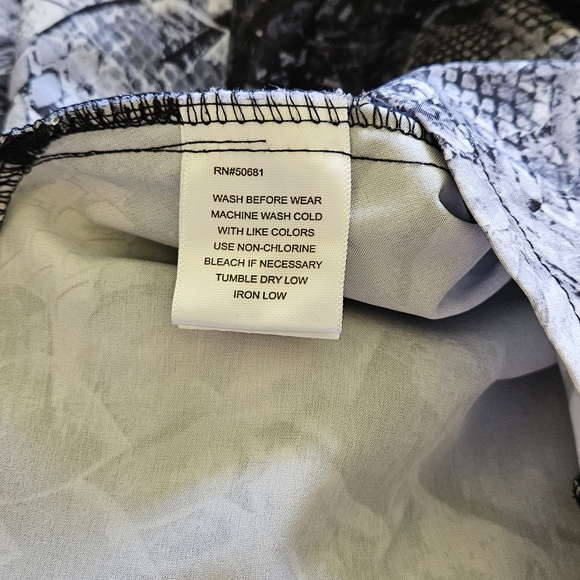 RN#50681
WASH BEFORE WEAR
MACHINE WASH COLD
WITH LIKE COLORS
USE NON-CHLORINE
BLEACH IF NECESSARY
TUMBLE DRY LOW
IRON LOW